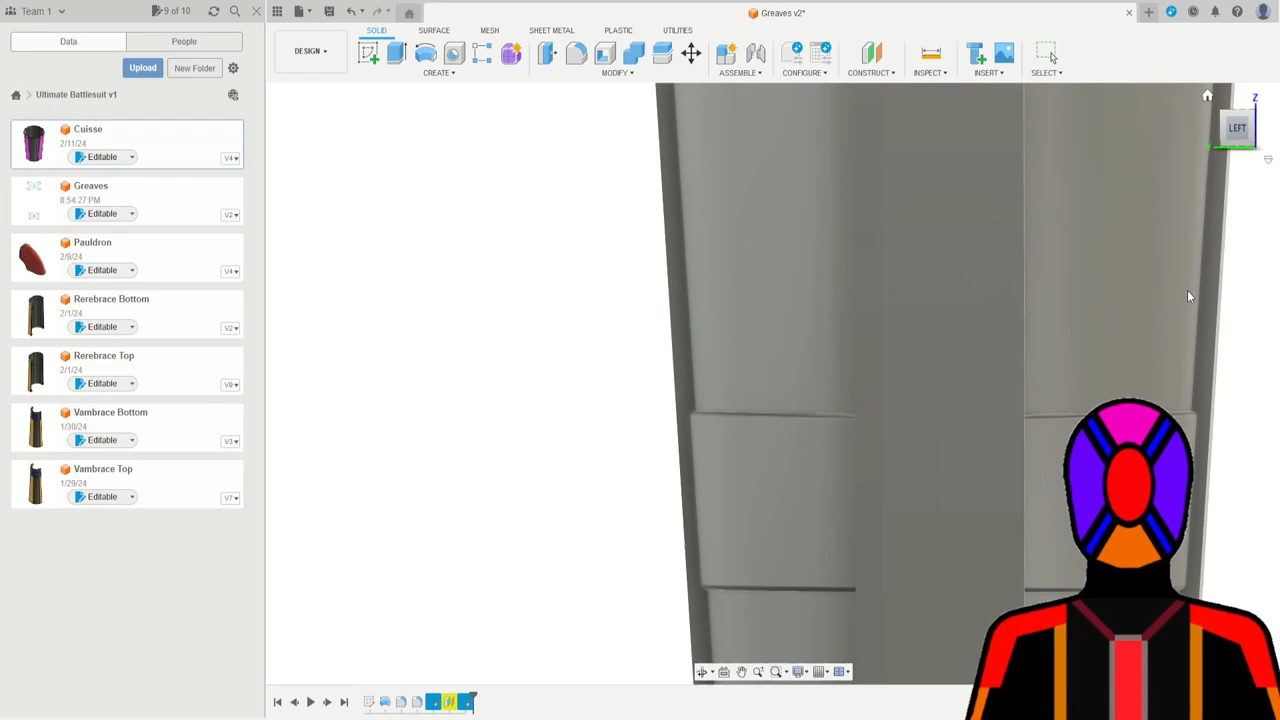 Team 1
9 of 10
Greaves v2*
Data
People
Upload
New Folder
Ultimate Battlesuit v1
Cuisse
2/11/24
Editable
V4
Greaves
8:54.27 PM
Editable
V2
Pauldron
2/9/24
Editable
V4
Rerebrace Bottom
2/1/24
Editable
V2
Rerebrace Top
2/1/24
Editable
V9
Vambrace Bottom
1/30/24
Editable
V3
Vambrace Top
1/29/24
Editable
V7
DESIGN
SOLID
SURFACE
MESH
SHEET METAL
PLASTIC
UTILITIES
CREATE
MODIFY
ASSEMBLE
CONFIGURE
CONSTRUCT
INSPECT
INSERT
SELECT
Z
LEFT
Y